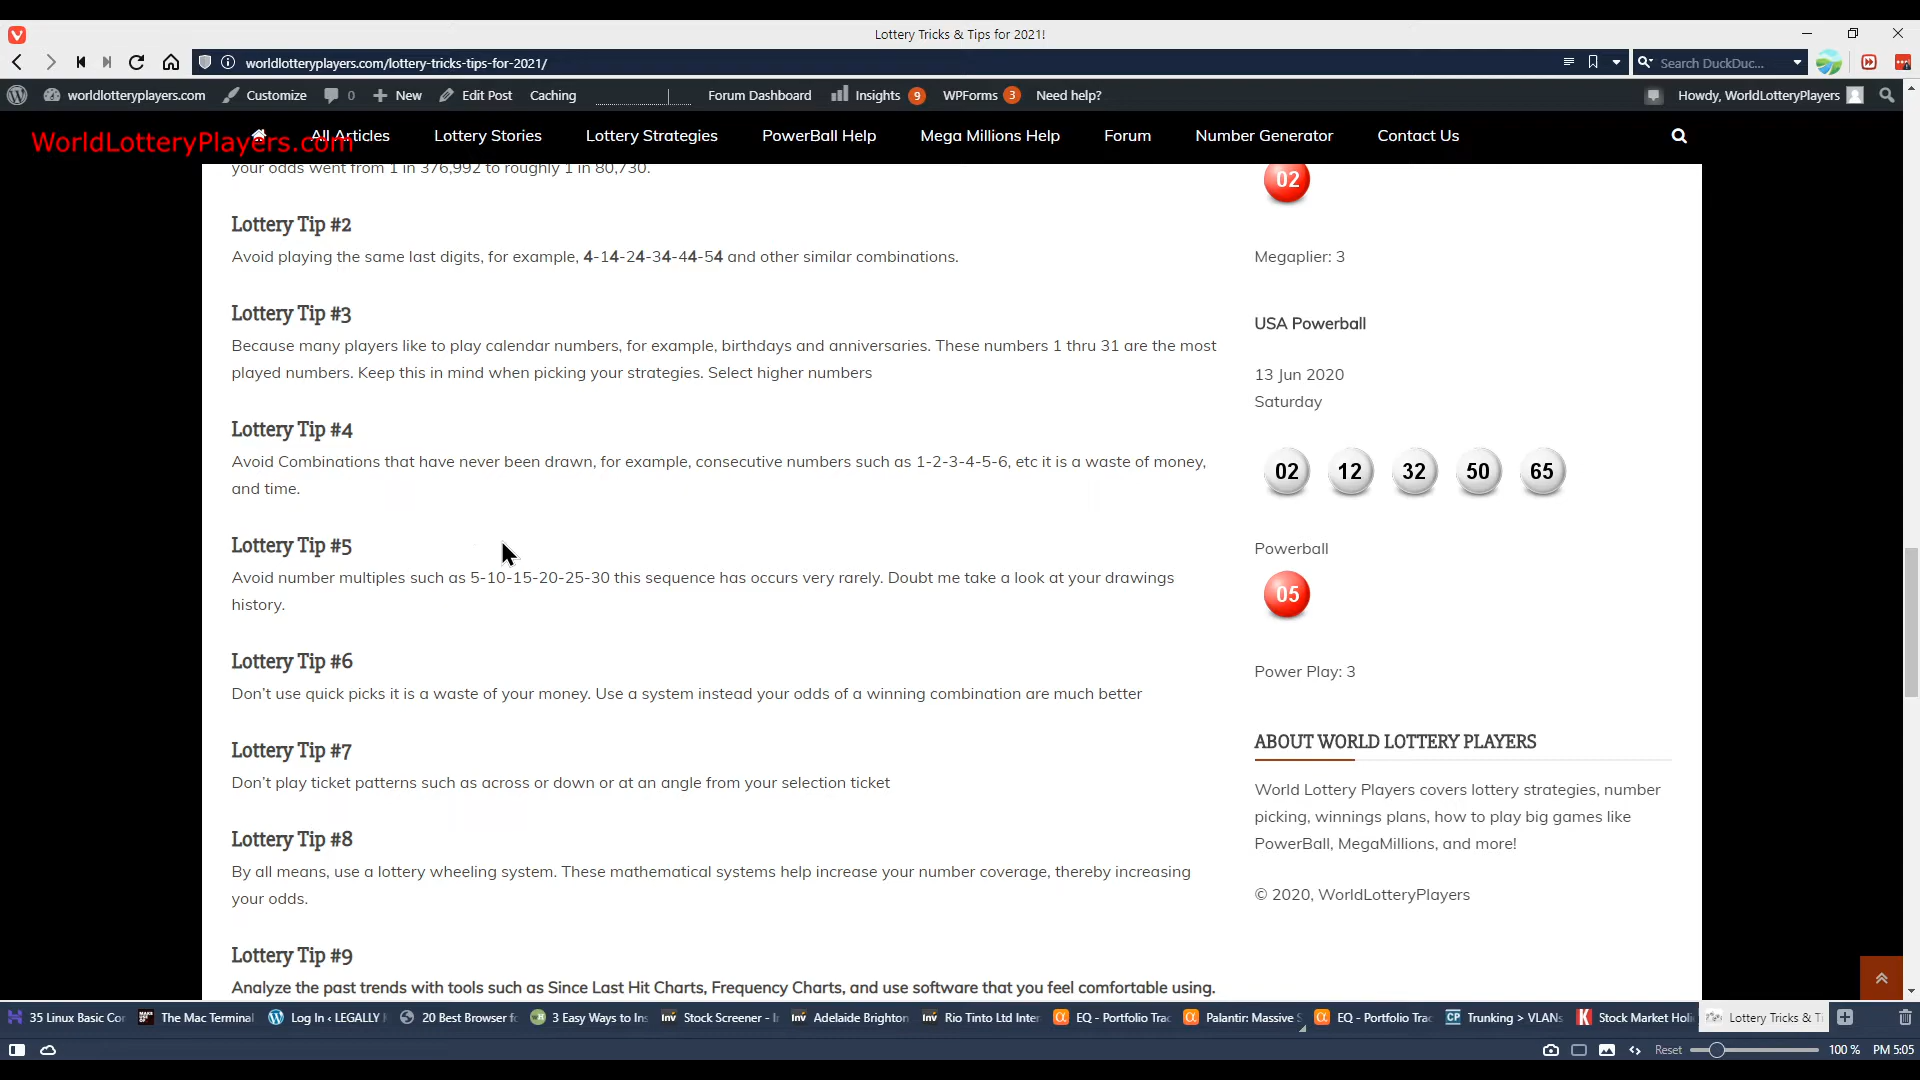 Lottery Tricks & Tips for 2021!
worldlotteryplayers.com/lottery-tricks-tips-for-2021/
Search DuckDuc...
worldlotteryplayers.com
Customize
0
New
Edit Post
Caching
Forum Dashboard
Insights 9
WPForms 3
Need help?
Howdy, WorldLotteryPlayers
WorldLotteryPlayers.com
All Articles
Lottery Stories
Lottery Strategies
PowerBall Help
Mega Millions Help
Forum
Number Generator
Contact Us
your odds went from 1 in 376,992 to roughly 1 in 80,730.
Lottery Tip #2
Avoid playing the same last digits, for example, 4-14-24-34-44-54 and other similar combinations.
Lottery Tip #3
Because many players like to play calendar numbers, for example, birthdays and anniversaries. These numbers 1 thru 31 are the most
played numbers. Keep this in mind when picking your strategies. Select higher numbers
Lottery Tip #4
Avoid Combinations that have never been drawn, for example, consecutive numbers such as 1-2-3-4-5-6, etc it is a waste of money,
and time.
Lottery Tip #5
Avoid number multiples such as 5-10-15-20-25-30 this sequence has occurs very rarely. Doubt me take a look at your drawings
history.
Lottery Tip #6
Don't use quick picks it is a waste of your money. Use a system instead your odds of a winning combination are much better
Lottery Tip #7
Don't play ticket patterns such as across or down or at an angle from your selection ticket
Lottery Tip #8
By all means, use a lottery wheeling system. These mathematical systems help increase your number coverage, thereby increasing
your odds.
Lottery Tip #9
Analyze the past trends with tools such as Since Last Hit Charts, Frequency Charts, and use software that you feel comfortable using.
02
Megaplier: 3
USA Powerball
13 Jun 2020
Saturday
02 12 32 50 65
Powerball
05
Power Play: 3
ABOUT WORLD LOTTERY PLAYERS
World Lottery Players covers lottery strategies, number
picking, winnings plans, how to play big games like
PowerBall, MegaMillions, and more!
© 2020, WorldLotteryPlayers
35 Linux Basic Co
The Mac Terminal
Log In ‹ LEGALLY
20 Best Browser f
3 Easy Ways to Ins
Stock Screener - I
Adelaide Brighton
Rio Tinto Ltd Inter
EQ - Portfolio Trac
Palantir: Massive S
EQ - Portfolio Trac
Trunking > VLANs
Stock Market Holi
Lottery Tricks & T
Reset
100 %
PM 5:05